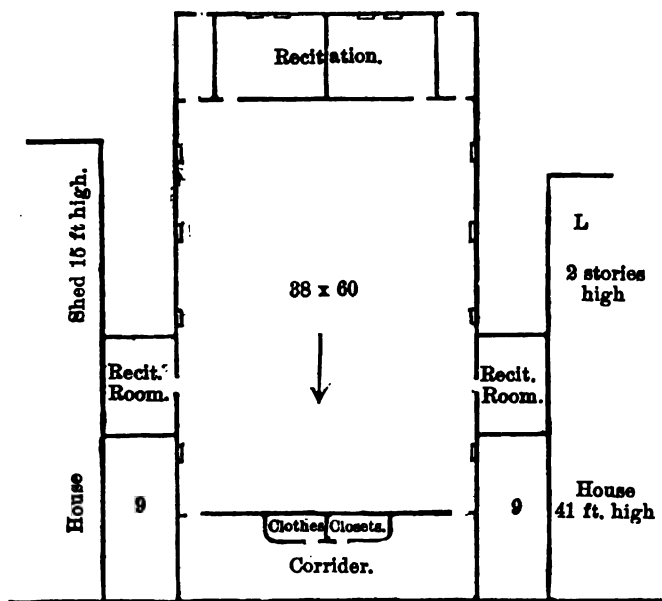 Recitation.
Shed 15 ft high.
L
2 stories
high
38 x 60
Recit.
Room.
Recit.
Room.
House
9
9
House
41 ft. high
Clothes Closets.
Corrider.